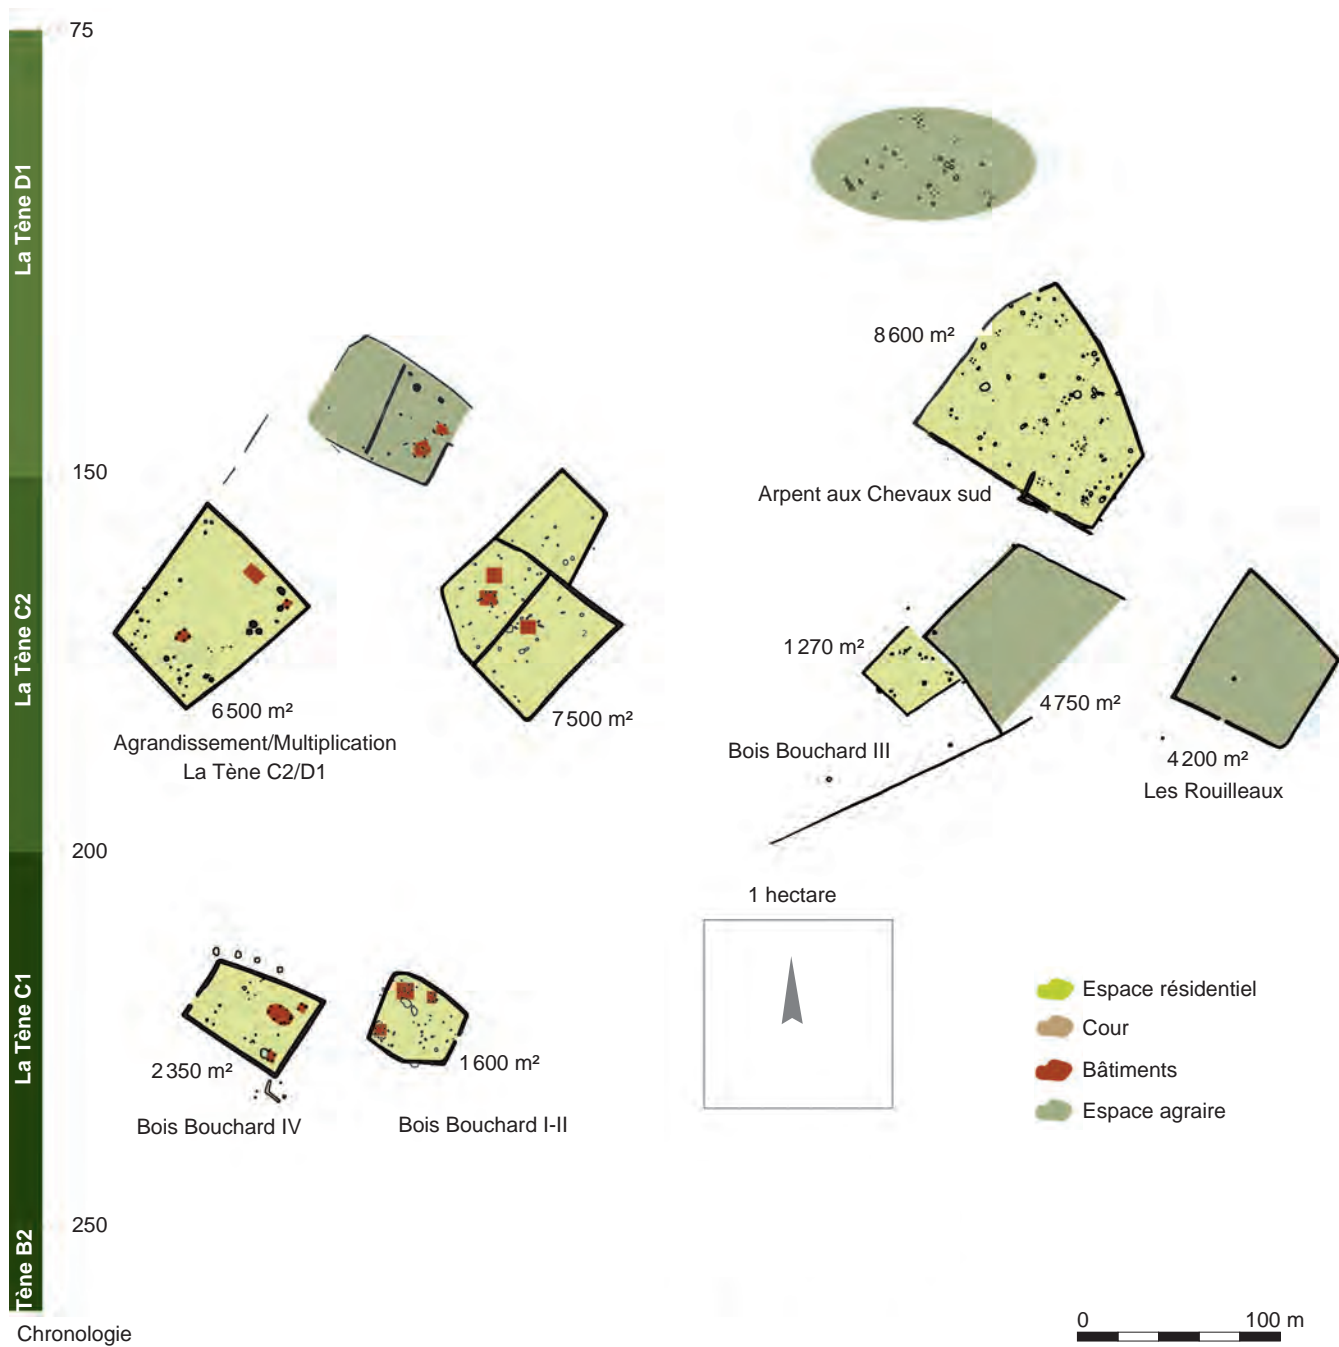 75
La Tène D1
8 600 m²
150
Arpent aux Chevaux sud
La Tène C2
1 270 m²
6 500 m²
7 500 m²
4 750 m²
Agrandissement/Multiplication
La Tène C2/D1
Bois Bouchard III
4 200 m²
Les Rouilleaux
200
1 hectare
La Tène C1
2 350 m²
1 600 m²
Bois Bouchard IV
Bois Bouchard I-II
Espace résidentiel
Cour
Bâtiments
Espace agraire
250
Tène B2
Chronologie
0 100 m